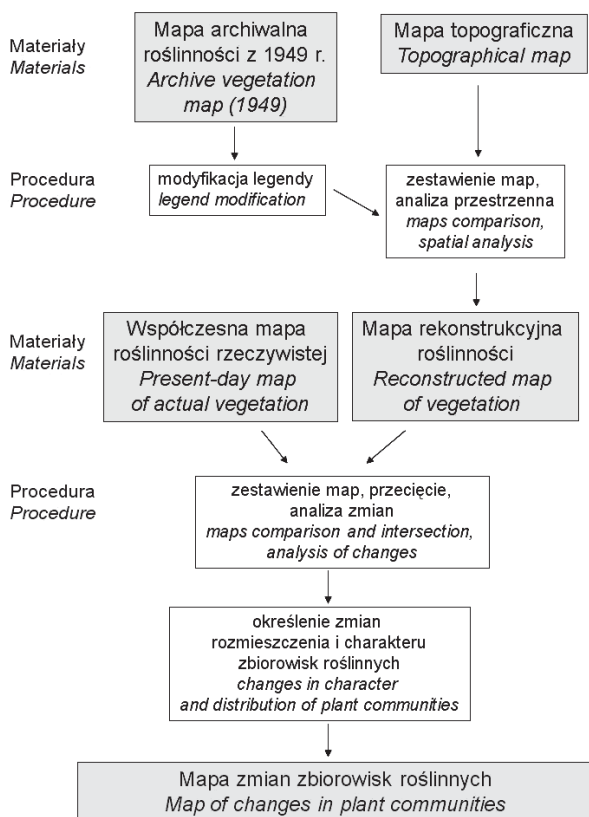 Materiały
Materials
Mapa archiwalna
roślinności z 1949 r.
Archive vegetation
map (1949)
Mapa topograficzna
Topographical map
Procedura
Procedure
modyfikacja legendy
legend modification
zestawienie map,
analiza przestrzenna
maps comparison,
spatial analysis
Materiały
Materials
Współczesna mapa
roślinności rzeczywistej
Present-day map
of actual vegetation
Mapa rekonstrukcyjna
roślinności
Reconstructed map
of vegetation
Procedura
Procedure
zestawienie map, przecięcie,
analiza zmian
maps comparison and intersection,
analysis of changes
określenie zmian
rozmieszczenia i charakteru
zbiorowisk roślinnych
changes in character
and distribution of plant communities
Mapa zmian zbiorowisk roślinnych
Map of changes in plant communities